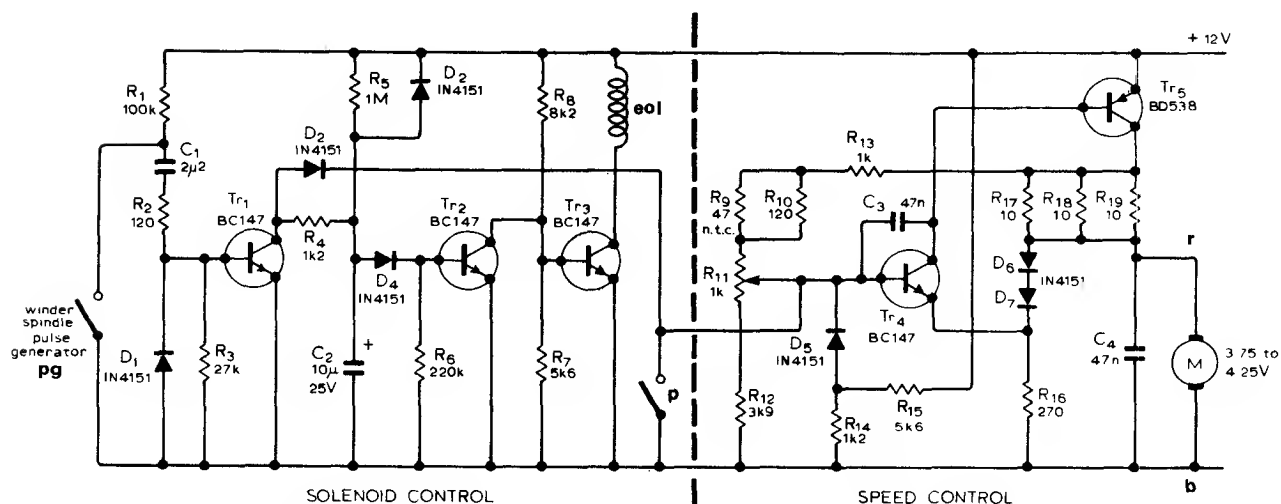 + 12V
R1
100k
C1
2µ2
R2
120
Tr1
BC147
D1
IN4151
R3
27k
winder
spindle
pulse
generator
pg
R5
1M
D2
IN4151
D2
IN4151
R4
1k2
D4
IN4151
C2
10µ
25V
+
Tr2
BC147
R6
220k
R8
8k2
eol
Tr3
BC147
R7
5k6
p
R9
47
n.t.c.
R10
120
R11
1k
R12
3k9
R13
1k
C3
47n
Tr4
BC147
D5
IN4151
R14
1k2
R15
5k6
Tr5
BD538
R17
10
R18
10
R19
10
D6
IN4151
D7
R16
270
C4
47n
r
M
3 75 to
4 25V
b
SOLENOID CONTROL
SPEED CONTROL